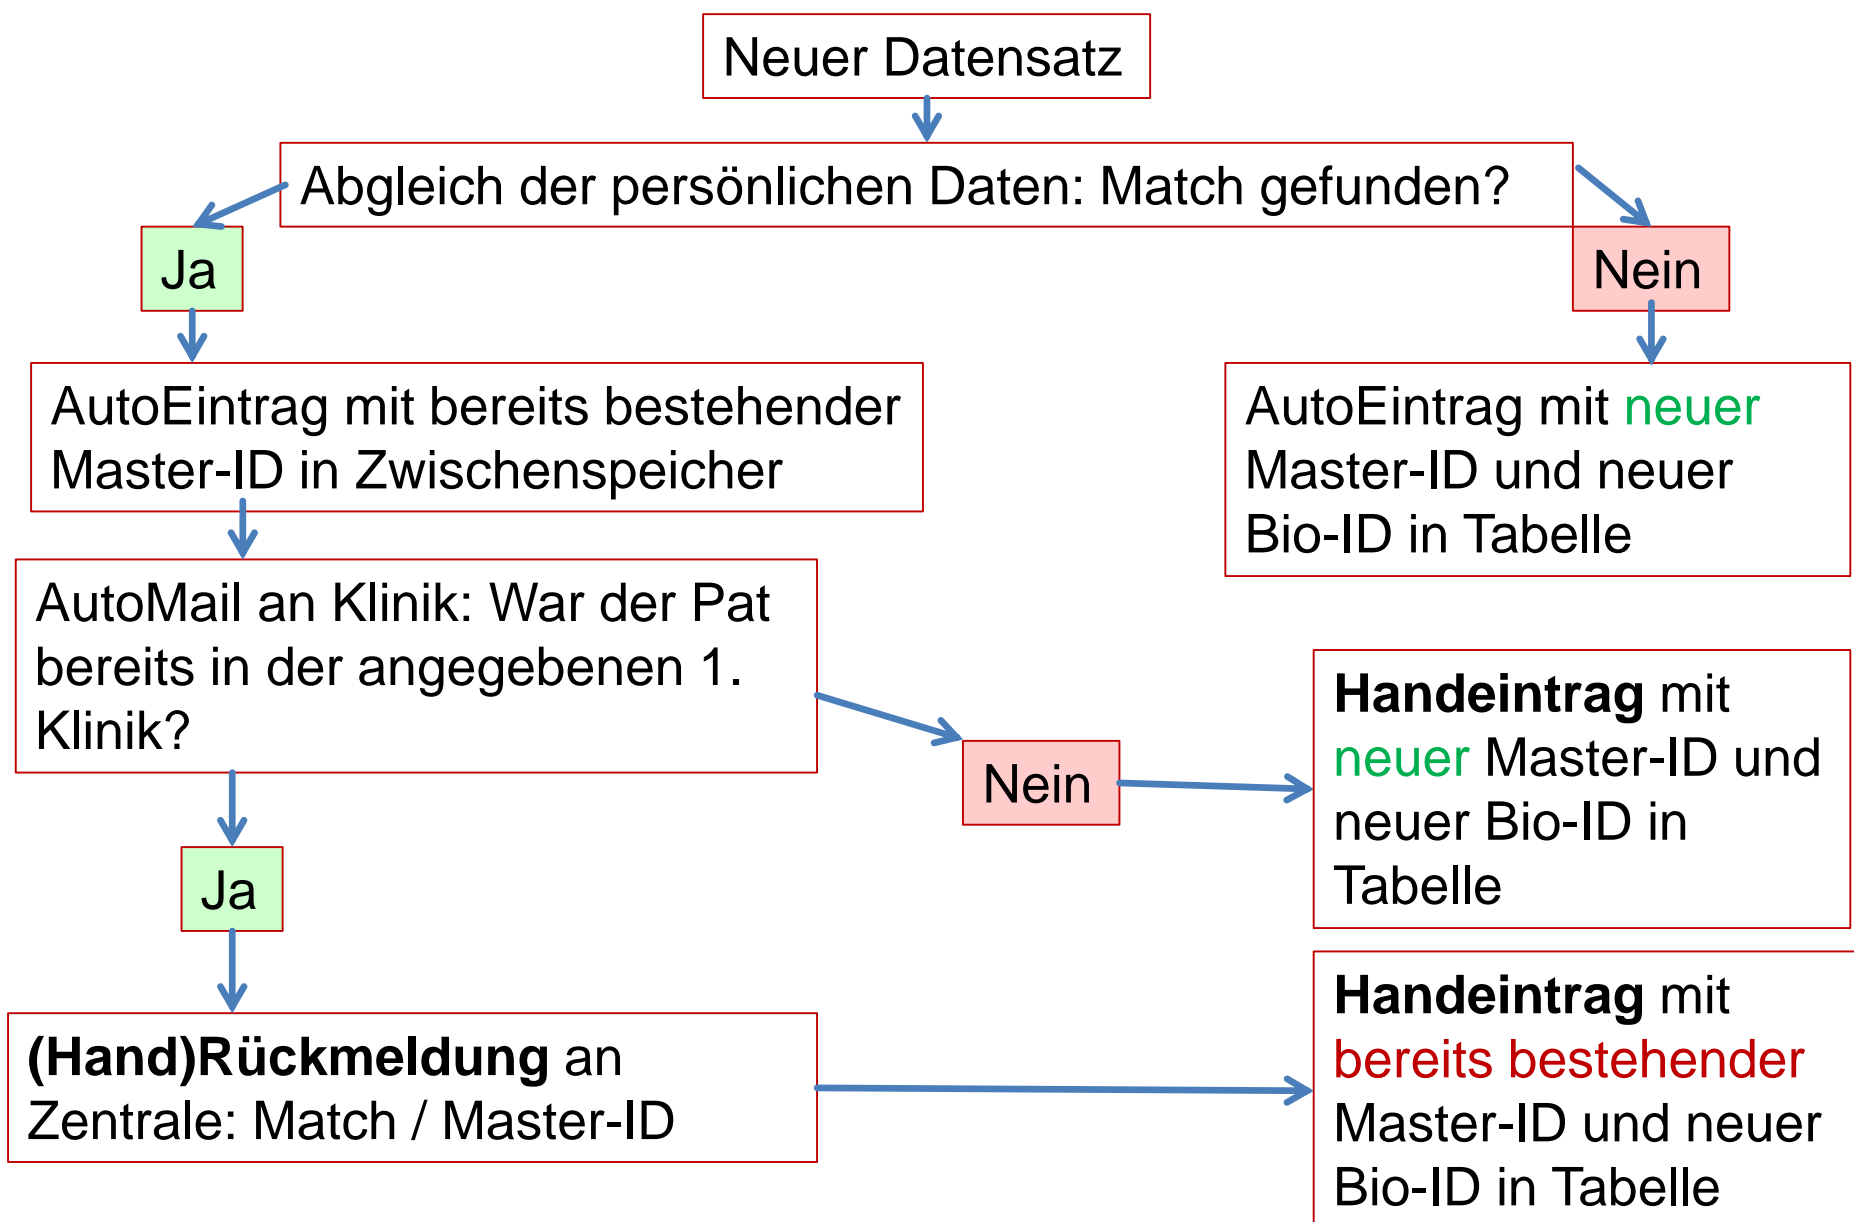 Neuer Datensatz
Abgleich der persönlichen Daten: Match gefunden?
Ja
Nein
AutoEintrag mit bereits bestehender
Master-ID in Zwischenspeicher
AutoEintrag mit neuer
Master-ID und neuer
Bio-ID in Tabelle
AutoMail an Klinik: War der Pat
bereits in der angegebenen 1.
Klinik?
Nein
Handeintrag mit
neuer Master-ID und
neuer Bio-ID in
Tabelle
Ja
(Hand)Rückmeldung an
Zentrale: Match / Master-ID
Handeintrag mit
bereits bestehender
Master-ID und neuer
Bio-ID in Tabelle